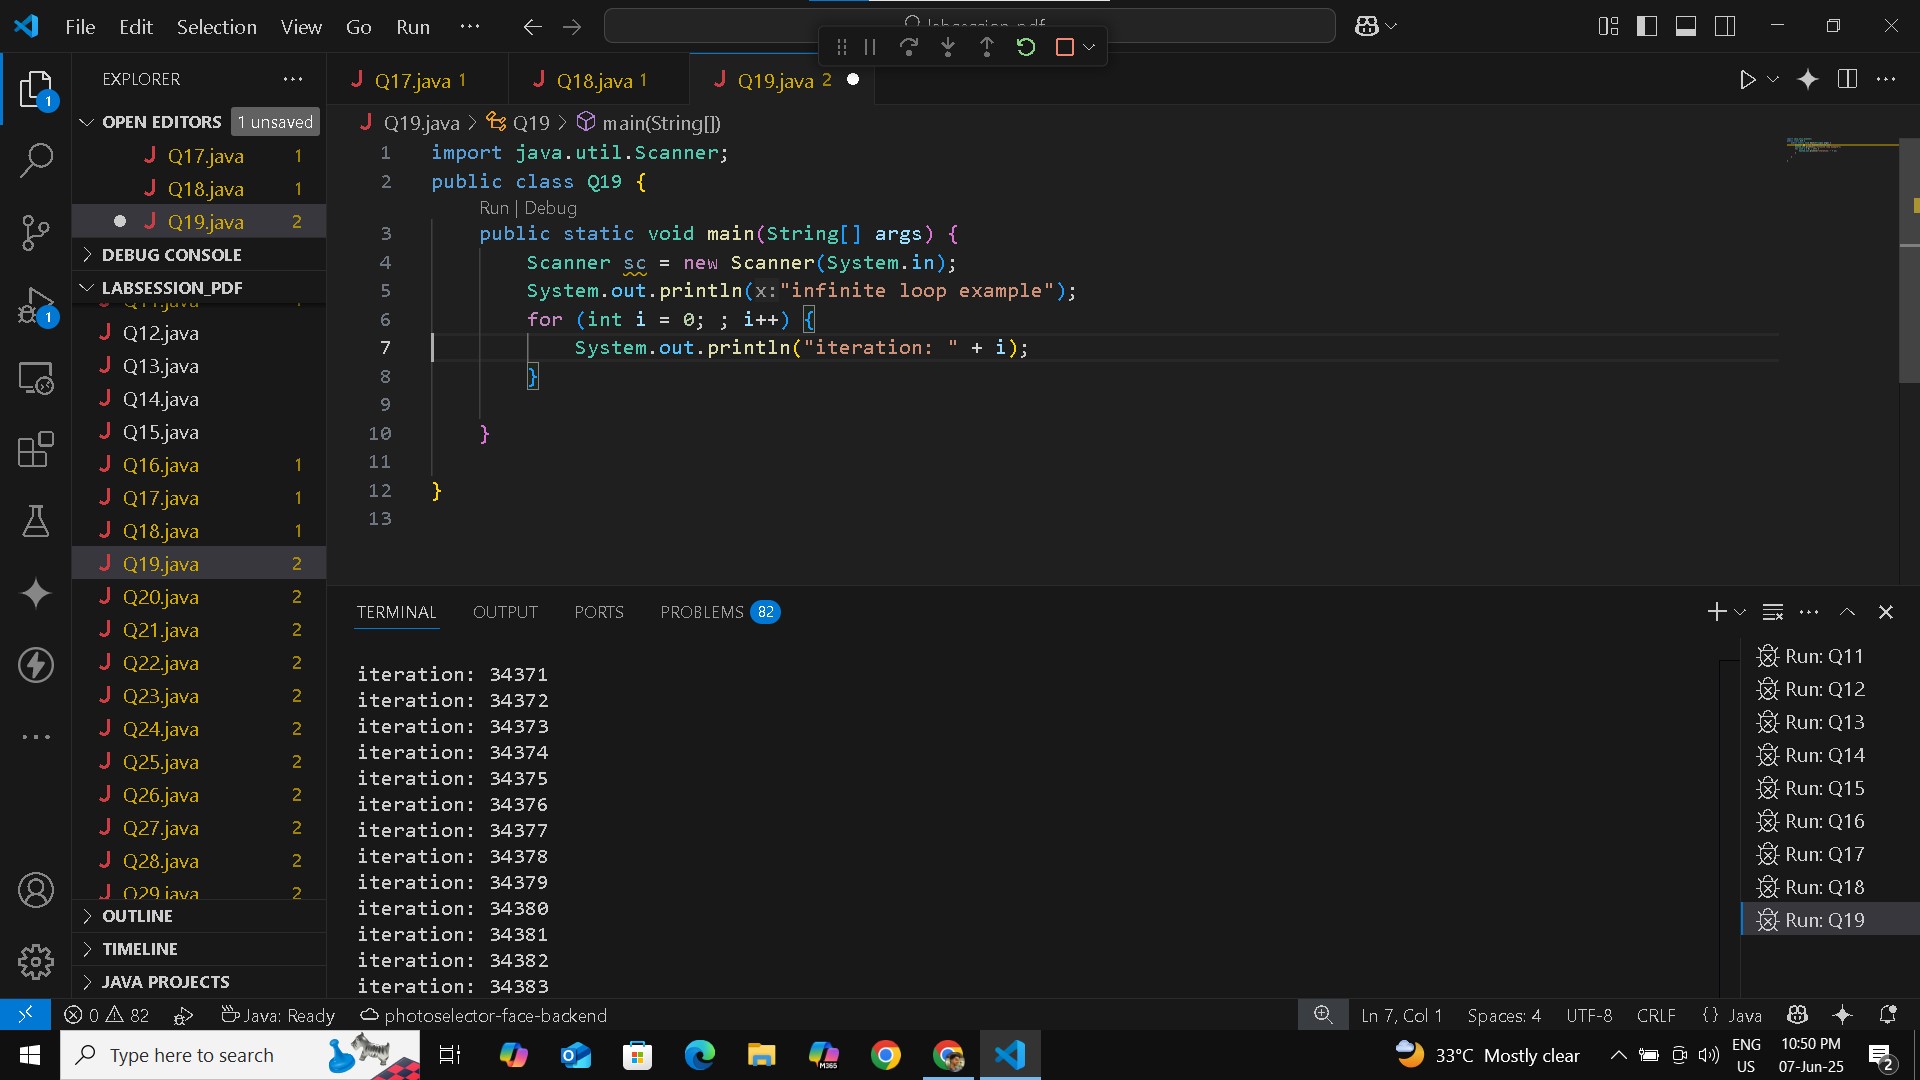 File Edit Selection View Go Run
EXPLORER
OPEN EDITORS 1 unsaved
Q17.java 1
Q18.java 1
Q19.java 2
DEBUG CONSOLE
LABSESSION_PDF
Q12.java
Q13.java
Q14.java
Q15.java
Q16.java 1
Q17.java 1
Q18.java 1
Q19.java 2
Q20.java 2
Q21.java 2
Q22.java 2
Q23.java 2
Q24.java 2
Q25.java 2
Q26.java 2
Q27.java 2
Q28.java 2
Q29.java 2
OUTLINE
TIMELINE
JAVA PROJECTS
1
1
Q17.java 1 Q18.java 1 Q19.java 2
Q19.java > Q19 > main(String[])
1 import java.util.Scanner;
2 public class Q19 {
Run | Debug
3 public static void main(String[] args) {
4 Scanner sc = new Scanner(System.in);
5 System.out.println(x:"infinite loop example");
6 for (int i = 0; ; i++) {
7 System.out.println("iteration: " + i);
8 }
9
10 }
11
12 }
13
TERMINAL OUTPUT PORTS PROBLEMS 82
iteration: 34371
iteration: 34372
iteration: 34373
iteration: 34374
iteration: 34375
iteration: 34376
iteration: 34377
iteration: 34378
iteration: 34379
iteration: 34380
iteration: 34381
iteration: 34382
iteration: 34383
Run: Q11
Run: Q12
Run: Q13
Run: Q14
Run: Q15
Run: Q16
Run: Q17
Run: Q18
Run: Q19
0 82 Java: Ready photoselector-face-backend Ln 7, Col 1 Spaces: 4 UTF-8 CRLF {} Java
Type here to search
M365
33°C Mostly clear
ENG
US
10:50 PM
07-Jun-25
2